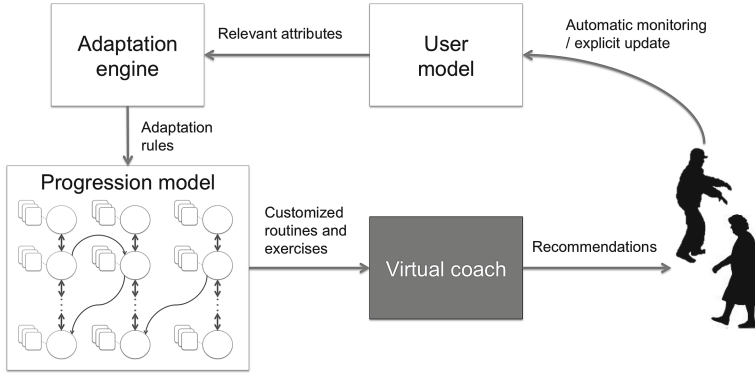 Adaptation
engine
Relevant attributes
User
model
Automatic monitoring
/ explicit update
Adaptation
rules
Progression model
Customized
routines and
exercises
Virtual coach
Recommendations